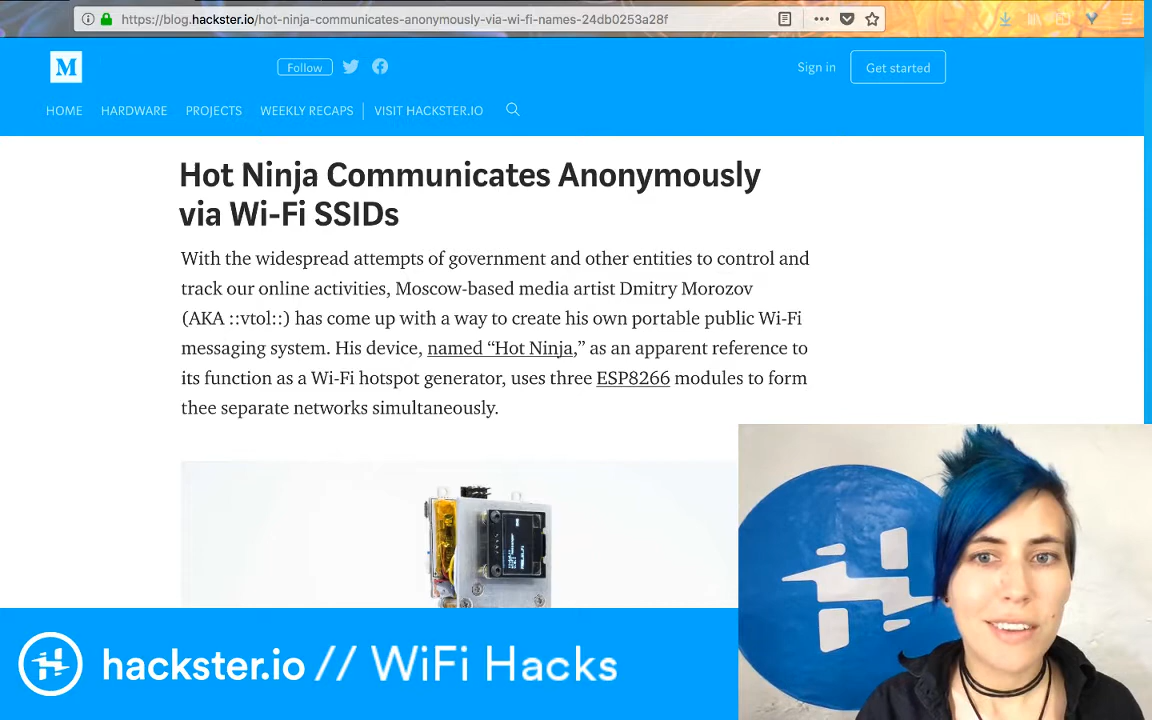 https://blog.hackster.io/hot-ninja-communicates-anonymously-via-wi-fi-names-24db0253a28f
M
Follow
Sign in
Get started
HOME
HARDWARE
PROJECTS
WEEKLY RECAPS
VISIT HACKSTER.IO
Hot Ninja Communicates Anonymously
via Wi-Fi SSIDs
With the widespread attempts of government and other entities to control and
track our online activities, Moscow-based media artist Dmitry Morozov
(AKA ::vtol::) has come up with a way to create his own portable public Wi-Fi
messaging system. His device, named “Hot Ninja,” as an apparent reference to
its function as a Wi-Fi hotspot generator, uses three ESP8266 modules to form
thee separate networks simultaneously.
hackster.io // WiFi Hacks